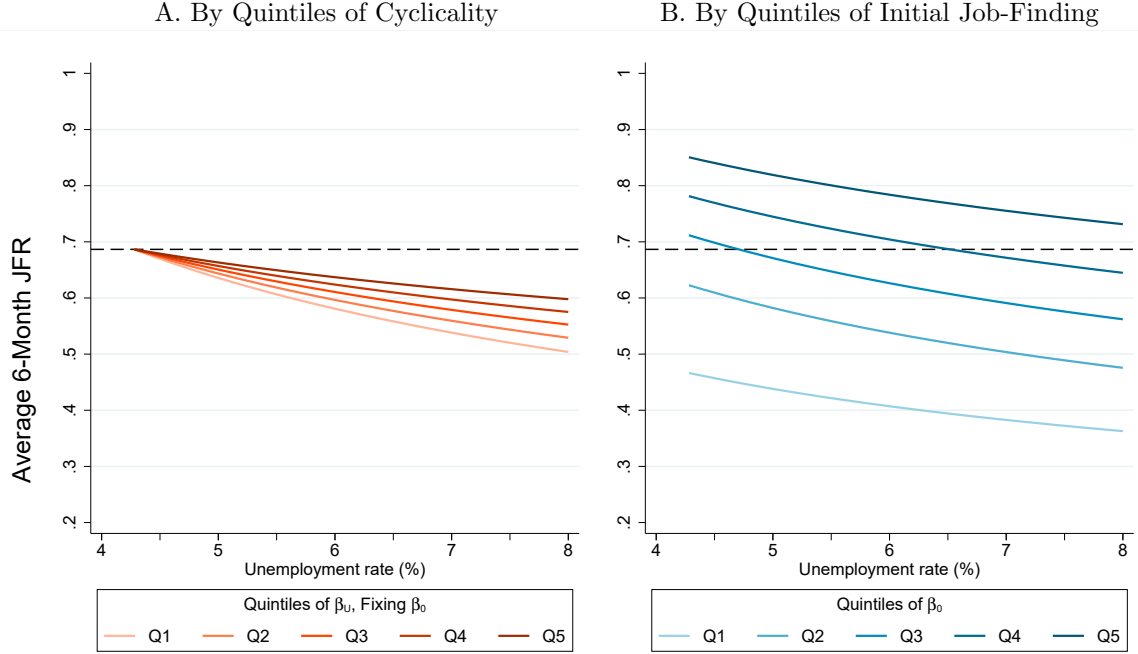 A. By Quintiles of Cyclicality
B. By Quintiles of Initial Job-Finding
Average 6-Month JFR
1
.9
.8
.7
.6
.5
.4
.3
.2
4 5 6 7 8
Unemployment rate (%)
Quintiles of βU, Fixing β0
Q1 Q2 Q3 Q4 Q5
1
.9
.8
.7
.6
.5
.4
.3
.2
4 5 6 7 8
Unemployment rate (%)
Quintiles of β0
Q1 Q2 Q3 Q4 Q5